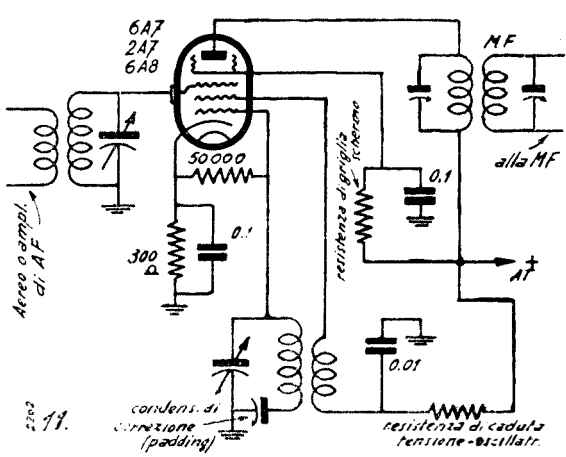 6A7
2A7
6A8
MF
A
50000
resistenza di griglia
schermo
0,1
alla MF
Aereo o ampl.
di AF
300
Ω
0.1
+
AT
A
0.01
condens. di
correzione
(padding)
resistenza di caduta
tensione-oscillatr.
11.